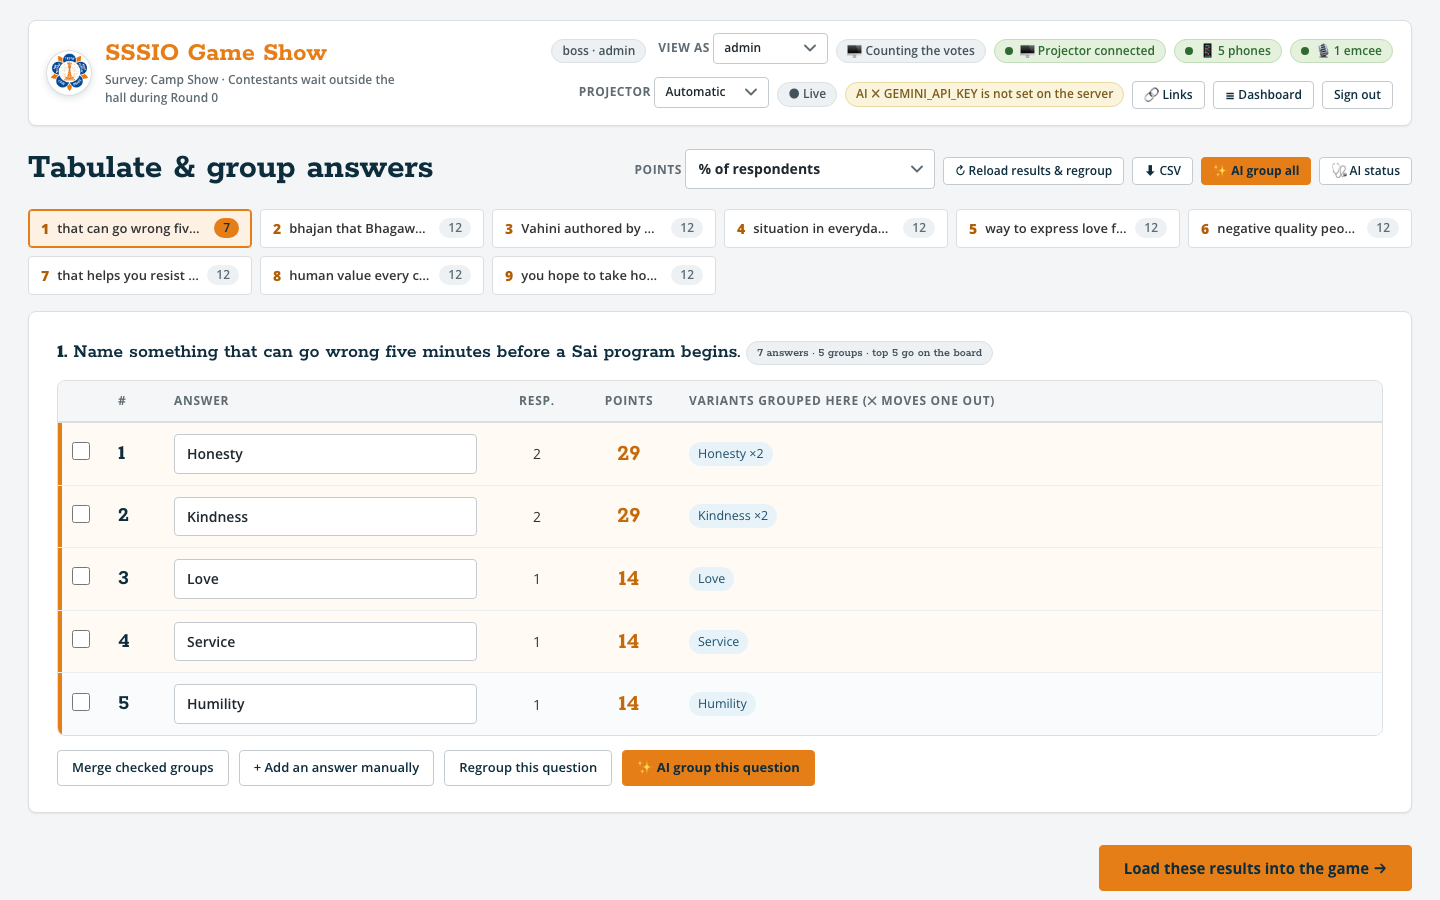 SSSIO Game Show
Survey: Camp Show · Contestants wait outside the
hall during Round 0
boss · admin
VIEW AS
admin
Counting the votes
Projector connected
5 phones
1 emcee
PROJECTOR
Automatic
Live
AI ✕ GEMINI_API_KEY is not set on the server
Links
≡ Dashboard
Sign out
Tabulate & group answers
POINTS
% of respondents
↻ Reload results & regroup
⬇ CSV
✨ AI group all
AI status
1 that can go wrong fiv... 7
2 bhajan that Bhagaw... 12
3 Vahini authored by ... 12
4 situation in everyda... 12
5 way to express love f... 12
6 negative quality peo... 12
7 that helps you resist ... 12
8 human value every c... 12
9 you hope to take ho... 12
1. Name something that can go wrong five minutes before a Sai program begins.
7 answers · 5 groups · top 5 go on the board
# ANSWER RESP. POINTS VARIANTS GROUPED HERE (✕ MOVES ONE OUT)
1 Honesty 2 29 Honesty ×2
2 Kindness 2 29 Kindness ×2
3 Love 1 14 Love
4 Service 1 14 Service
5 Humility 1 14 Humility
Merge checked groups
+ Add an answer manually
Regroup this question
✨ AI group this question
Load these results into the game →